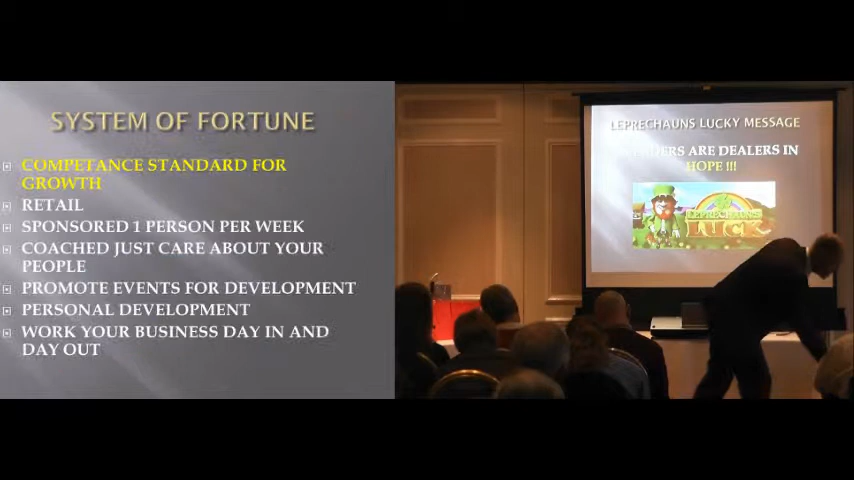 SYSTEM OF FORTUNE
COMPETANCE STANDARD FOR
GROWTH
RETAIL
SPONSORED 1 PERSON PER WEEK
COACHED JUST CARE ABOUT YOUR
PEOPLE
PROMOTE EVENTS FOR DEVELOPMENT
PERSONAL DEVELOPMENT
WORK YOUR BUSINESS DAY IN AND
DAY OUT
LEPRECHAUNS LUCKY MESSAGE
ARE DEALERS IN
HOPE !!!
LEPRECHAUN'S
LUCK